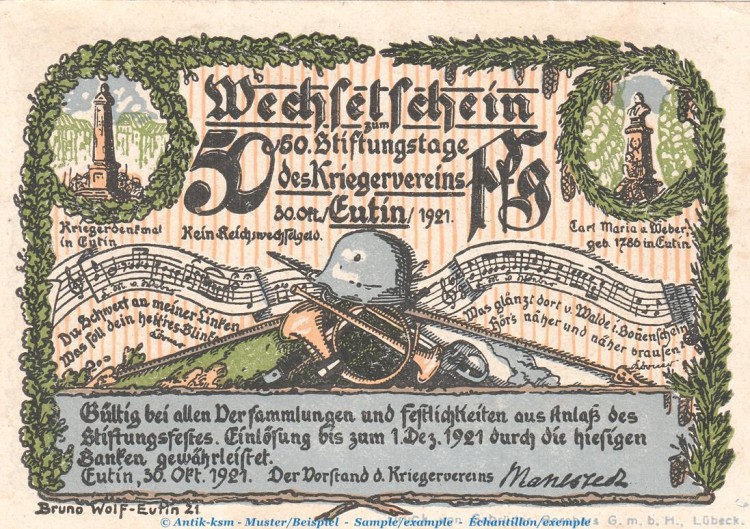 Wechselschein
zum
50 50. Stiftungstage Pfg
des Kriegervereins
30. Okt. / Eutin / 1921.
Kein Reichswechselgeld.
Kriegerdenkmal
in Eutin
Carl Maria v. Weber
geb. 1786 in Eutin
Du Schwert an meiner Linken
Was soll dein heitres Blinken
Was glänzt dort v. Walde i. Sonnenschein
Hör's näher und näher brausen?
Gültig bei allen Versammlungen und Festlichkeiten aus Anlaß des
Stiftungsfestes. Einlösung bis zum 1. Dez. 1921 durch die hiesigen
Banken gewährleistet.
Eutin, 30. Okt. 1921. Der Vorstand d. Kriegervereins
Bruno Wolf-Eutin 21
G.m.b.H., Lübeck.
© Antik-ksm - Muster/Beispiel - Sample/example - Echantillon/exemple